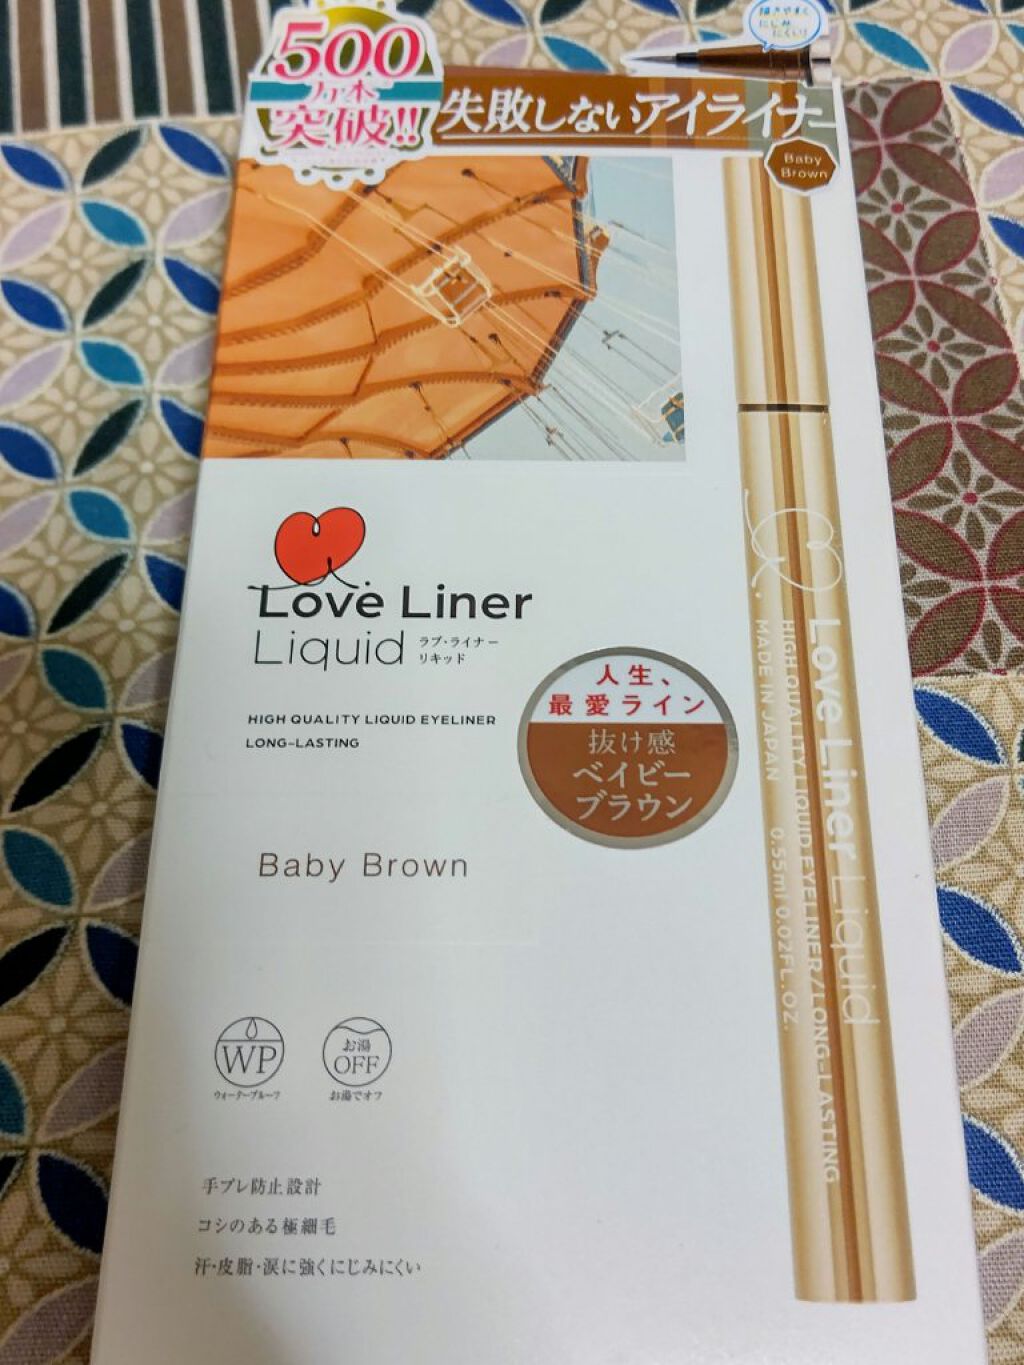 500
万本
突破!!
描きやすく
にじみ
にくい!
失敗しないアイライナー
Baby
Brown
Love Liner
Liquid
ラブ・ライナー
リキッド
HIGH QUALITY LIQUID EYELINER
LONG-LASTING
人生、
最愛ライン
抜け感
ベイビー
ブラウン
Baby Brown
WP
ウォータープルーフ
お湯
OFF
お湯でオフ
手ブレ防止設計
コシのある極細毛
汗・皮脂・涙に強くにじみにくい
Love Liner Liquid
HIGH QUALITY LIQUID EYELINER/LONG-LASTING
MADE IN JAPAN 0.55ml 0.02FL.OZ.